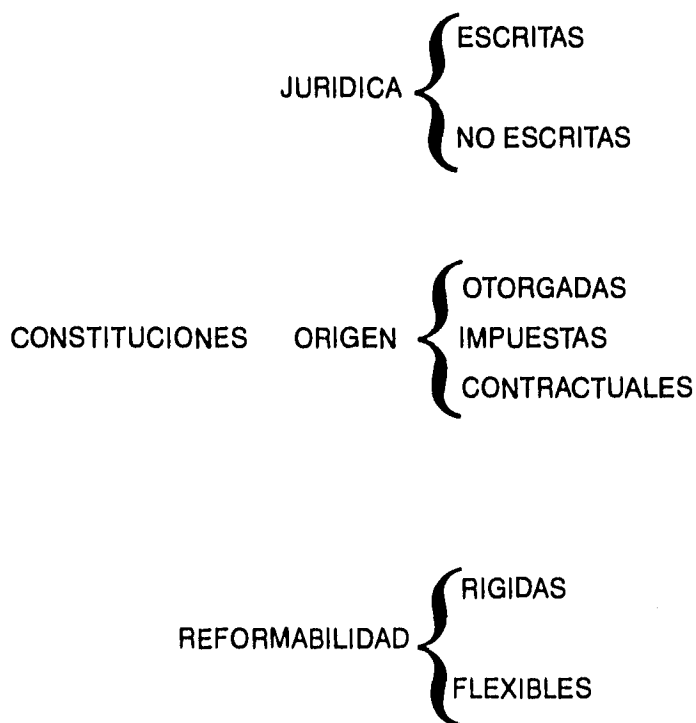 ESCRITAS
JURIDICA
NO ESCRITAS
OTORGADAS
CONSTITUCIONES ORIGEN IMPUESTAS
CONTRACTUALES
RIGIDAS
REFORMABILIDAD
FLEXIBLES